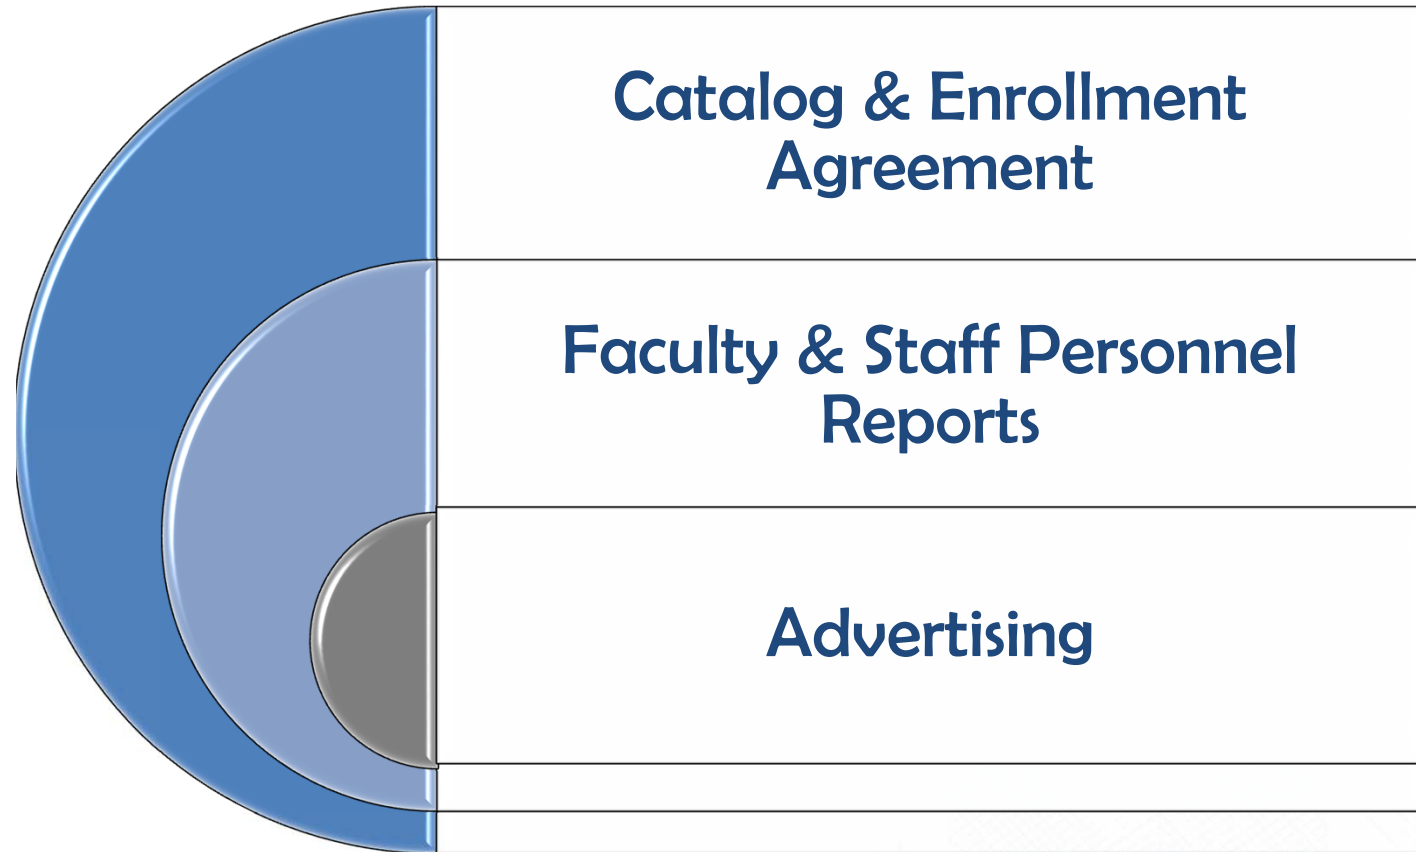 Catalog & Enrollment
Agreement
Faculty & Staff Personnel
Reports
Advertising